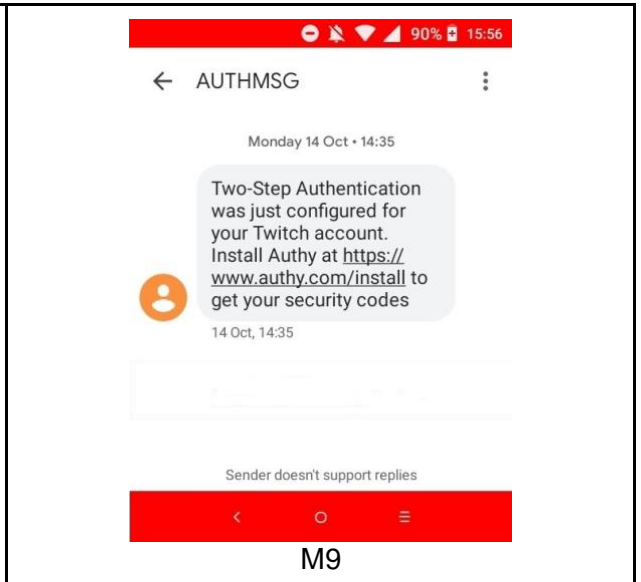 90% 15:56
AUTHMSG
Monday 14 Oct • 14:35
Two-Step Authentication
was just configured for
your Twitch account.
Install Authy at https://
www.authy.com/install to
get your security codes
14 Oct, 14:35
Sender doesn't support replies
M9